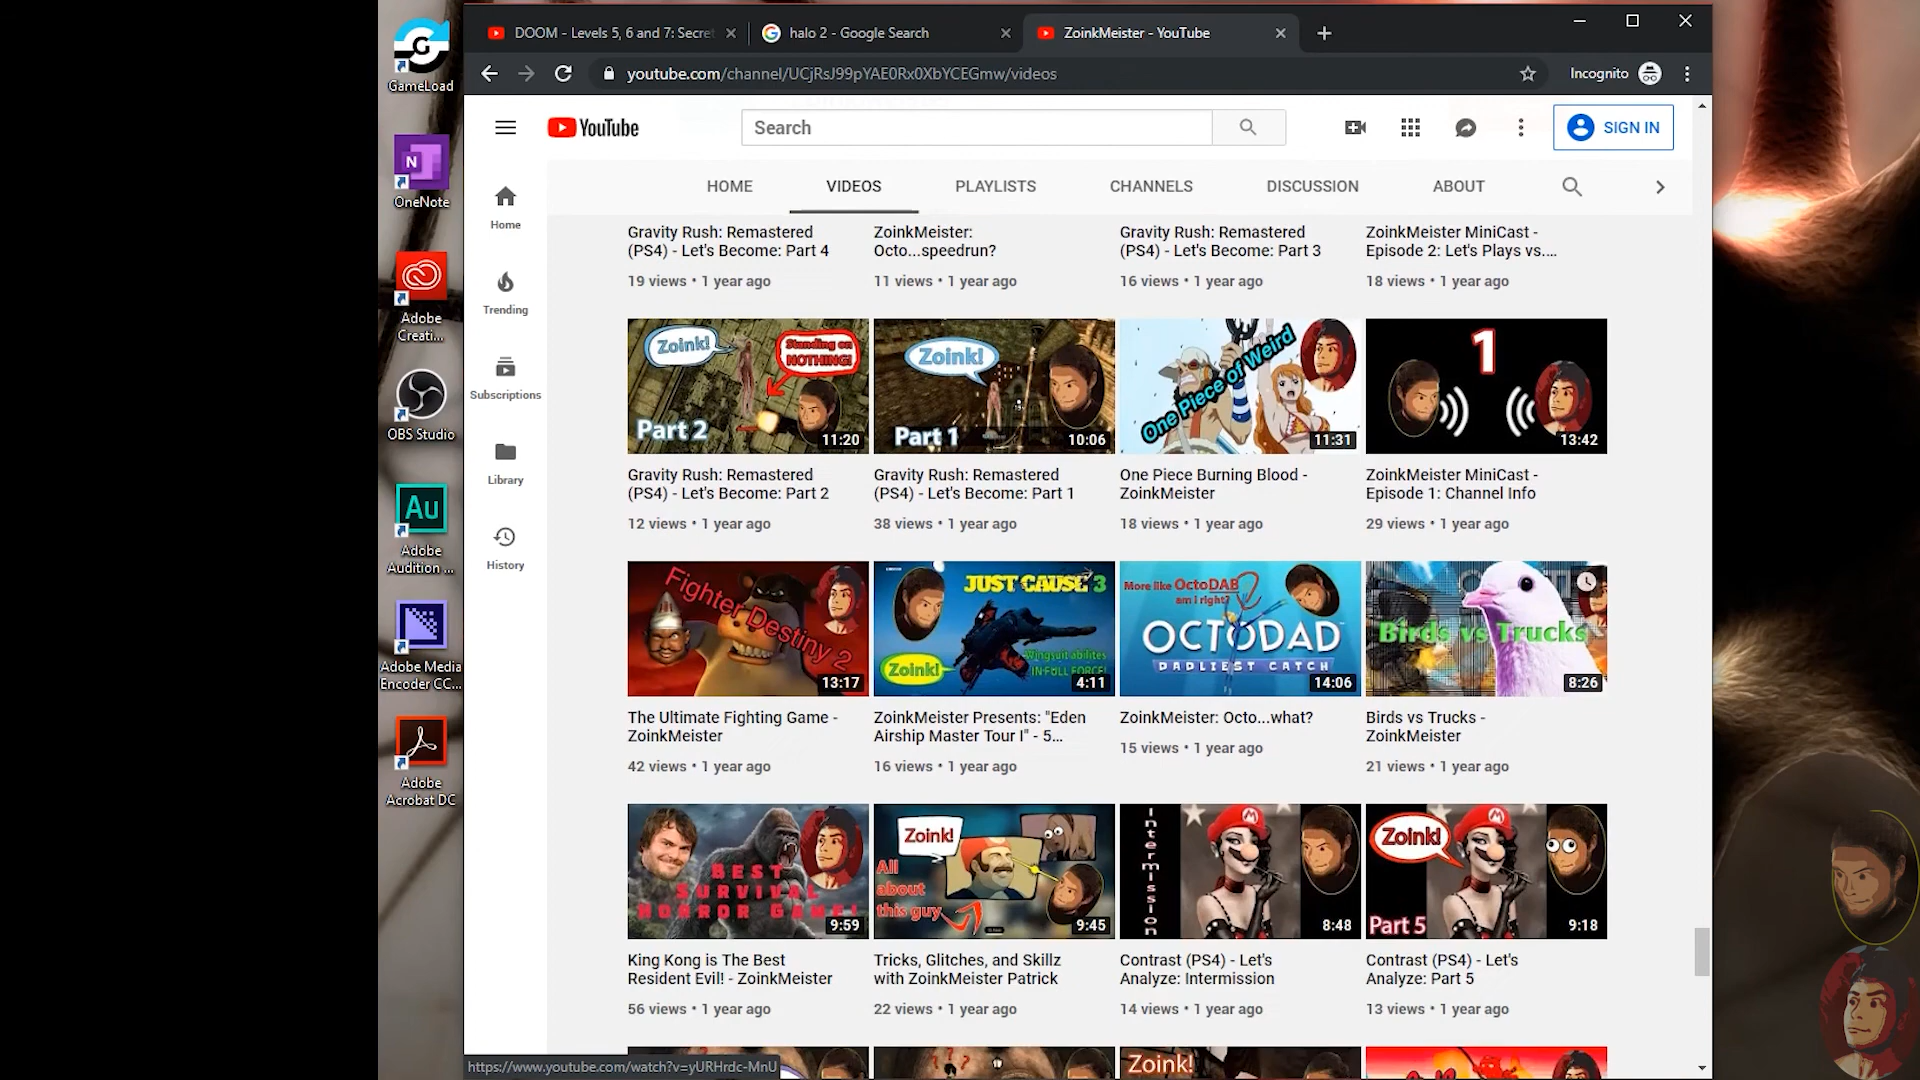 DOOM - Levels 5, 6 and 7: Secret
halo 2 - Google Search
ZoinkMeister - YouTube
youtube.com/channel/UCjRsJ99pYAE0Rx0XbYCEGmw/videos
Incognito
YouTube
Search
SIGN IN
HOME
VIDEOS
PLAYLISTS
CHANNELS
DISCUSSION
ABOUT
Home
Trending
Subscriptions
Library
History
GameLoad
OneNote
Adobe
Creati...
OBS Studio
Au
Adobe
Audition ...
Adobe Media
Encoder CC...
Adobe
Acrobat DC
Gravity Rush: Remastered
(PS4) - Let's Become: Part 4
19 views • 1 year ago
ZoinkMeister:
Octo...speedrun?
11 views • 1 year ago
Gravity Rush: Remastered
(PS4) - Let's Become: Part 3
16 views • 1 year ago
ZoinkMeister MiniCast -
Episode 2: Let's Plays vs....
18 views • 1 year ago
Zoink!
Standing on
NOTHING!
Part 2
11:20
Gravity Rush: Remastered
(PS4) - Let's Become: Part 2
12 views • 1 year ago
Zoink!
Part 1
10:06
Gravity Rush: Remastered
(PS4) - Let's Become: Part 1
38 views • 1 year ago
One Piece of Weird
11:31
One Piece Burning Blood -
ZoinkMeister
18 views • 1 year ago
1
13:42
ZoinkMeister MiniCast -
Episode 1: Channel Info
29 views • 1 year ago
Fighter Destiny 2
13:17
The Ultimate Fighting Game -
ZoinkMeister
42 views • 1 year ago
JUST CAUSE 3
Wingsuit abilites
IN FULL FORCE!
Zoink!
4:11
ZoinkMeister Presents: "Eden
Airship Master Tour I" - 5...
16 views • 1 year ago
More like OctoDAB
am i right?
OCTODAD
DADLIEST CATCH
14:06
ZoinkMeister: Octo...what?
15 views • 1 year ago
Birds vs Trucks
8:26
Birds vs Trucks -
ZoinkMeister
21 views • 1 year ago
BEST
SURVIVAL
HORROR GAME!
9:59
King Kong is The Best
Resident Evil! - ZoinkMeister
56 views • 1 year ago
Zoink!
All
about
this guy
9:45
Tricks, Glitches, and Skillz
with ZoinkMeister Patrick
22 views • 1 year ago
Intermission
8:48
Contrast (PS4) - Let's
Analyze: Intermission
14 views • 1 year ago
Zoink!
Part 5
9:18
Contrast (PS4) - Let's
Analyze: Part 5
13 views • 1 year ago
Zoink!
https://www.youtube.com/watch?v=yURHrdc-MnU